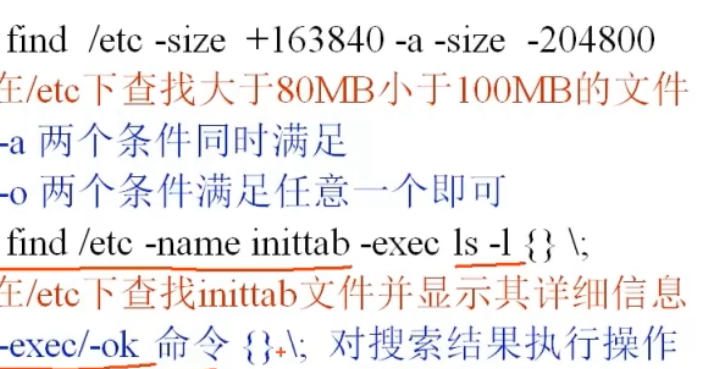 find /etc -size +163840 -a -size -204800
在/etc下查找大于80MB小于100MB的文件
-a 两个条件同时满足
-o 两个条件满足任意一个即可
find /etc -name inittab -exec ls -l {} \;
在/etc下查找inittab文件并显示其详细信息
-exec/-ok 命令 {} \; 对搜索结果执行操作